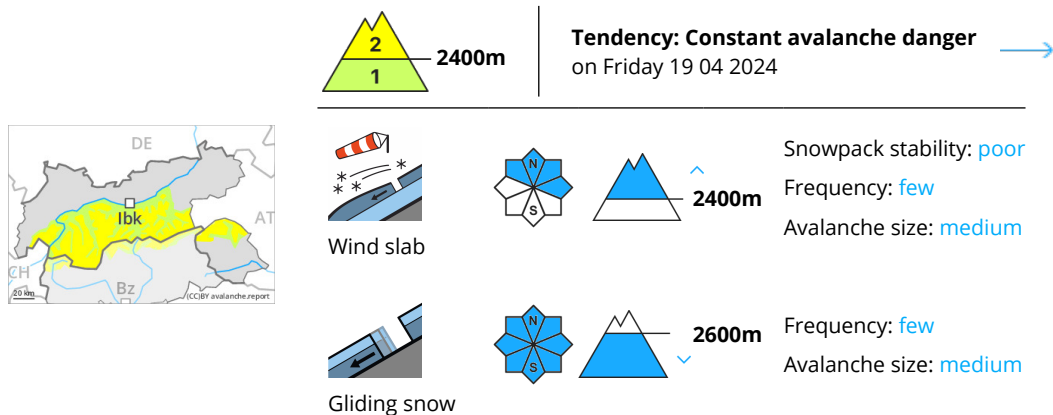 2
1
2400m
Tendency: Constant avalanche danger
on Friday 19 04 2024
DE
Ibk
AT
CH
Bz
20 km
(CC)BY avalanche.report
Wind slab
N
S
2400m
Snowpack stability: poor
Frequency: few
Avalanche size: medium
Gliding snow
N
S
2600m
Frequency: few
Avalanche size: medium